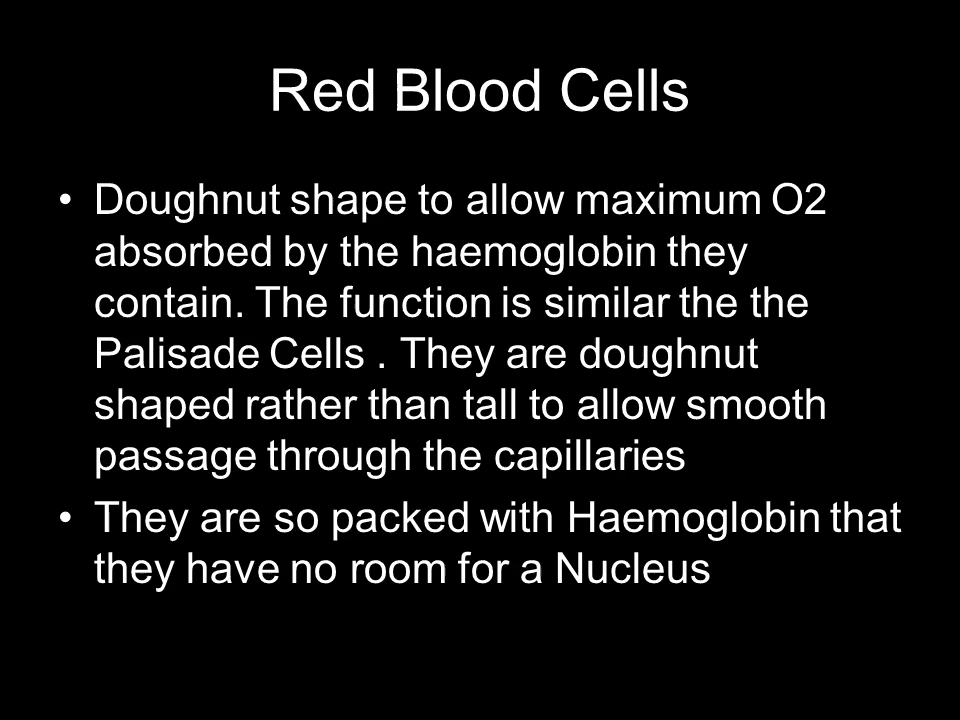 Red Blood Cells
• Doughnut shape to allow maximum O2
absorbed by the haemoglobin they
contain. The function is similar the the
Palisade Cells . They are doughnut
shaped rather than tall to allow smooth
passage through the capillaries
• They are so packed with Haemoglobin that
they have no room for a Nucleus